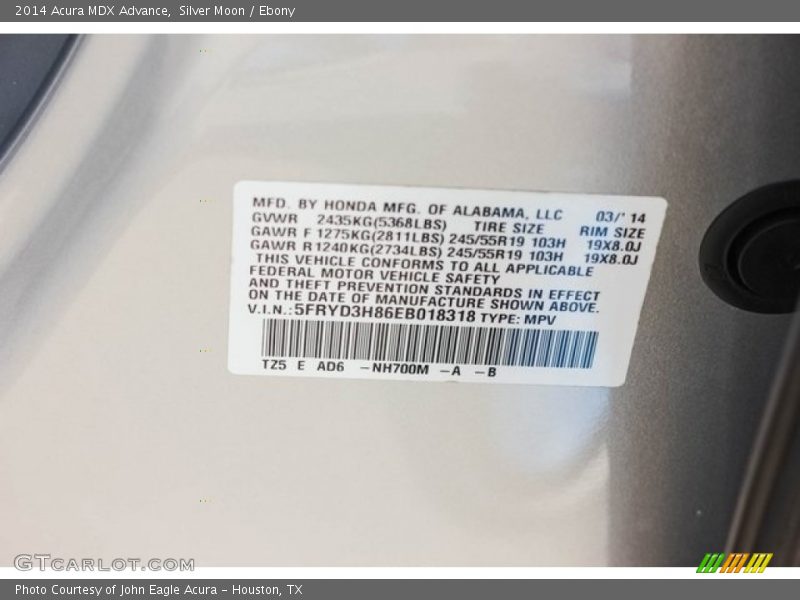 2014 Acura MDX Advance,  Silver Moon / Ebony
MFD. BY HONDA MFG. OF ALABAMA, LLC 03/'14
GVWR 2435KG(5368LBS) TIRE SIZE RIM SIZE
GAWR F 1275KG(2811LBS) 245/55R19 103H 19X8.0J
GAWR R 1240KG(2734LBS) 245/55R19 103H 19X8.0J
THIS VEHICLE CONFORMS TO ALL APPLICABLE
FEDERAL MOTOR VEHICLE SAFETY
AND THEFT PREVENTION STANDARDS IN EFFECT
ON THE DATE OF MANUFACTURE SHOWN ABOVE.
V.I.N.:5FRYD3H86EB018318 TYPE: MPV
TZ5 E AD6 -NH700M -A -B
GTCARLOT.COM
Photo Courtesy of John Eagle Acura - Houston, TX